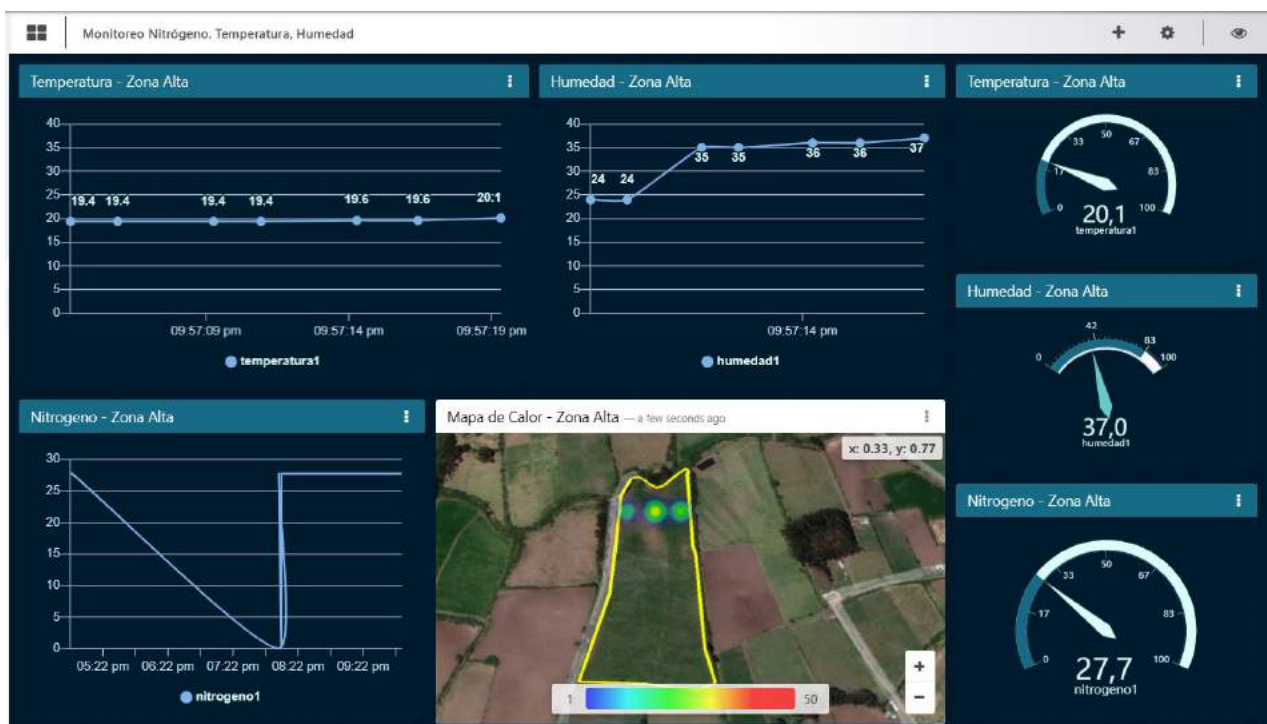 Monitoreo Nitrógeno, Temperatura, Humedad
Temperatura - Zona Alta
40
35
30
25
20
15
10
5
0
19.4 19.4 19.4 19.4 19.6 19.6 20.1
09:57:09 pm 09:57:14 pm 09:57:19 pm
temperatura1
Humedad - Zona Alta
40
35
30
25
20
15
10
5
0
24 24 35 35 36 36 37
09:57:14 pm
humedad1
Temperatura - Zona Alta
0 17 33 50 67 83 100
20,1
temperatura1
Humedad - Zona Alta
0 42 83 100
37,0
humedad1
Nitrogeno - Zona Alta
30
25
20
15
10
5
0
05:22 pm 06:22 pm 07:22 pm 08:22 pm 09:22 pm
nitrogeno1
Mapa de Calor - Zona Alta — a few seconds ago
x: 0.33, y: 0.77
+
−
1 50
Nitrogeno - Zona Alta
0 17 33 50 67 83 100
27,7
nitrogeno1